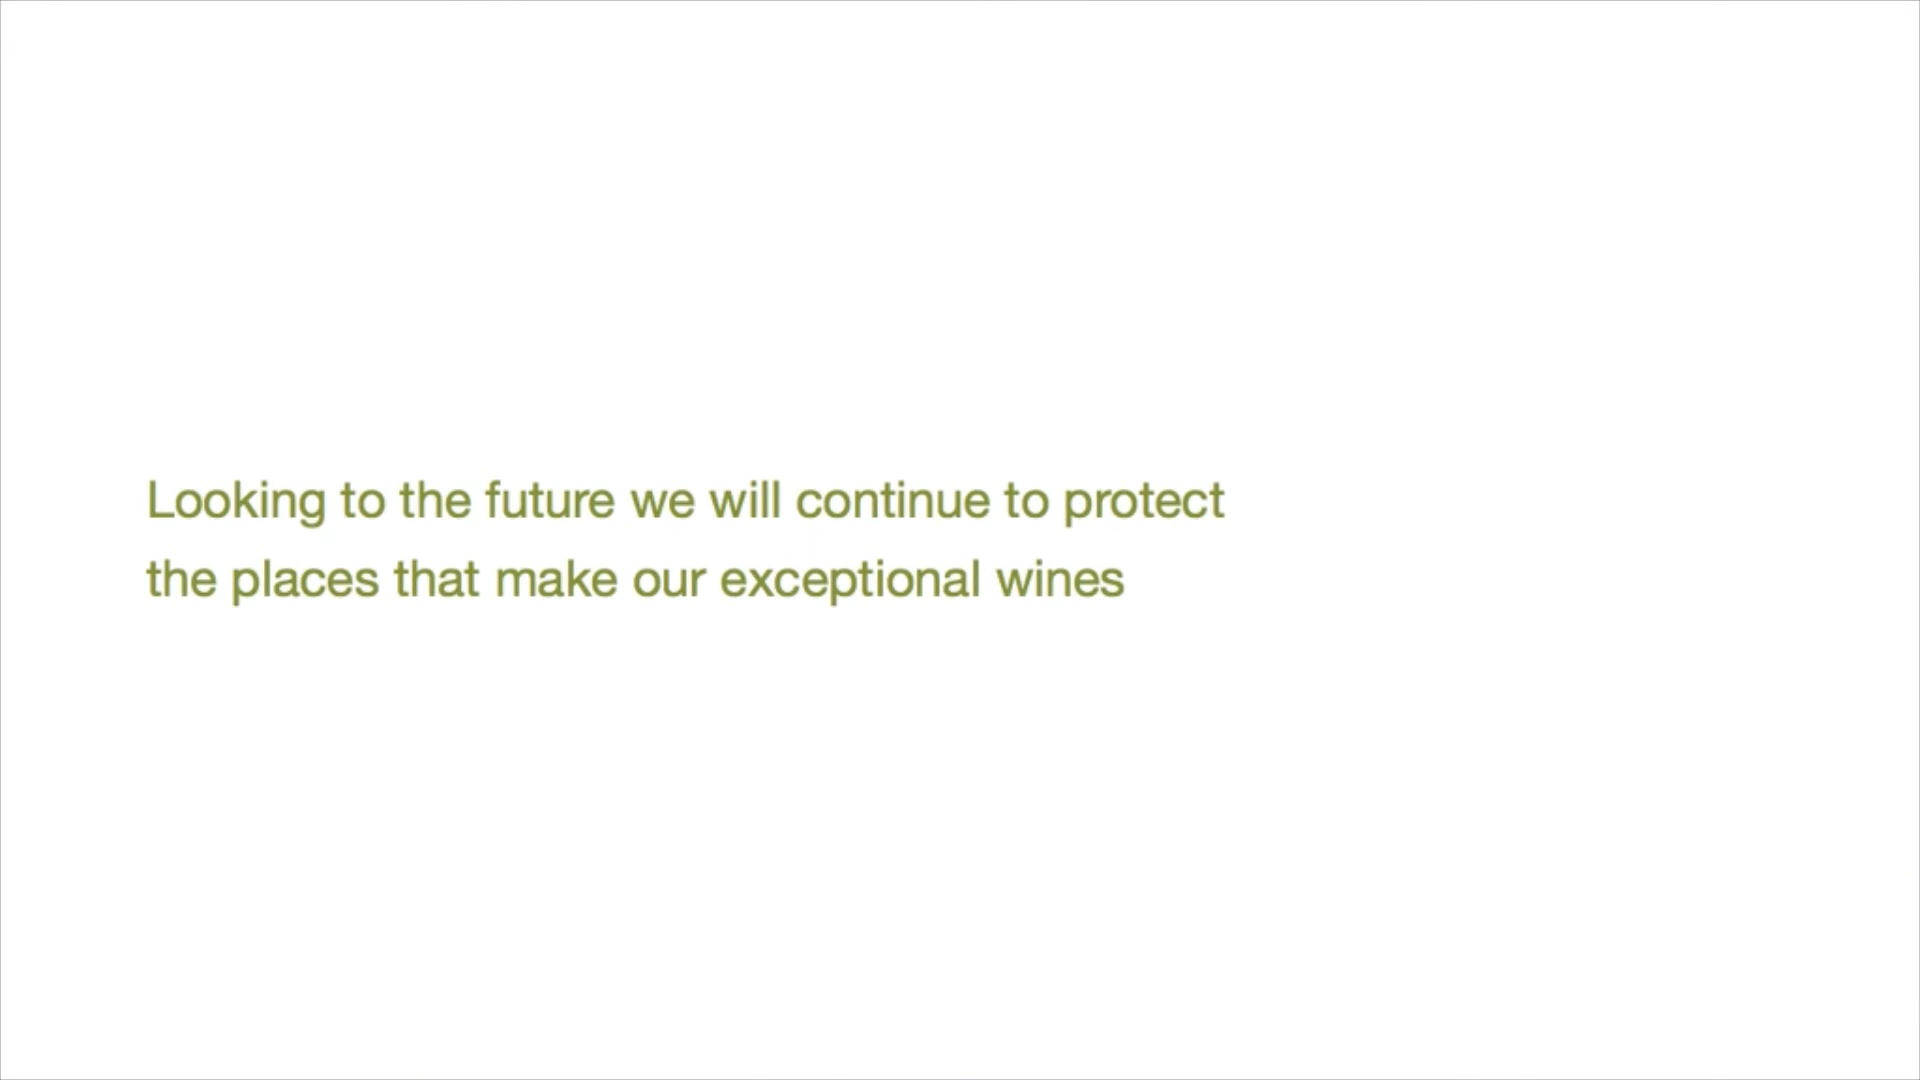 Looking to the future we will continue to protect
the places that make our exceptional wines